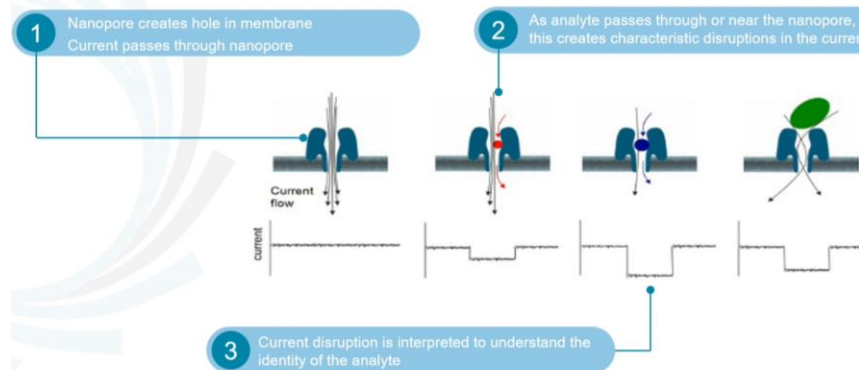 1
Nanopore creates hole in membrane
Current passes through nanopore
2
As analyte passes through or near the nanopore,
this creates characteristic disruptions in the curren
Current
flow
current
3
Current disruption is interpreted to understand the
identity of the analyte